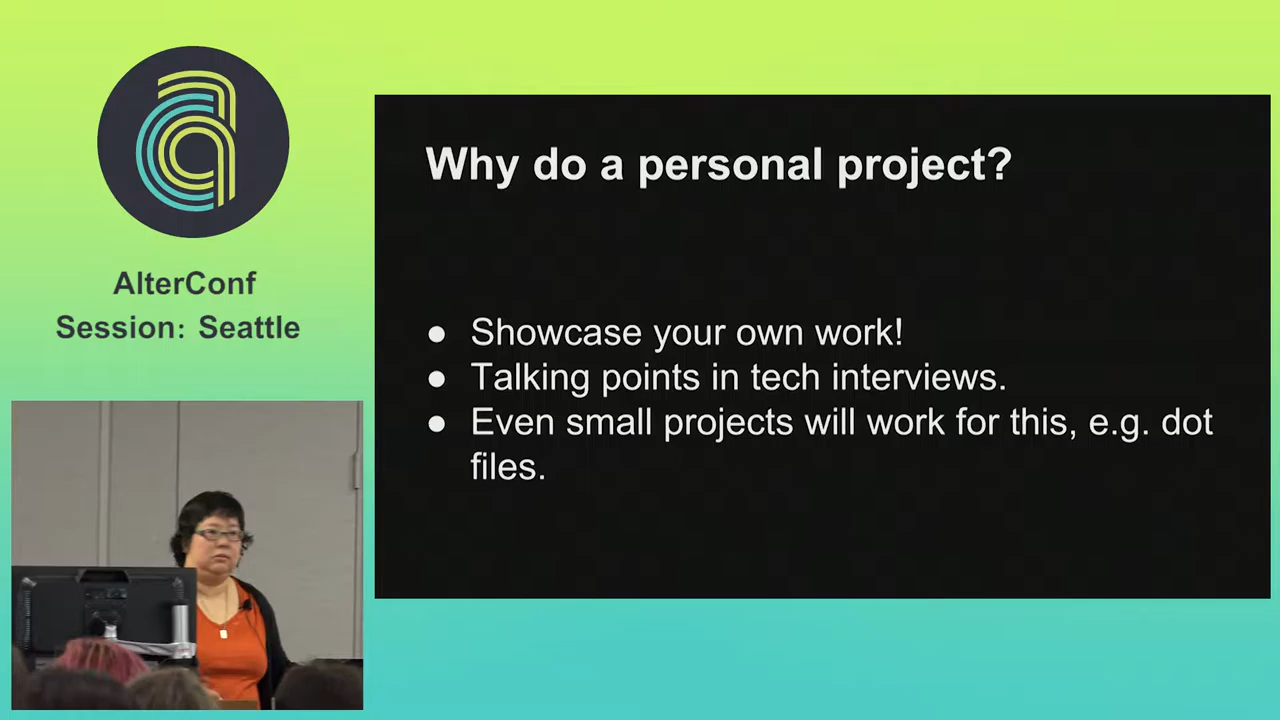 AlterConf
Session: Seattle
Why do a personal project?
● Showcase your own work!
● Talking points in tech interviews.
● Even small projects will work for this, e.g. dot
files.